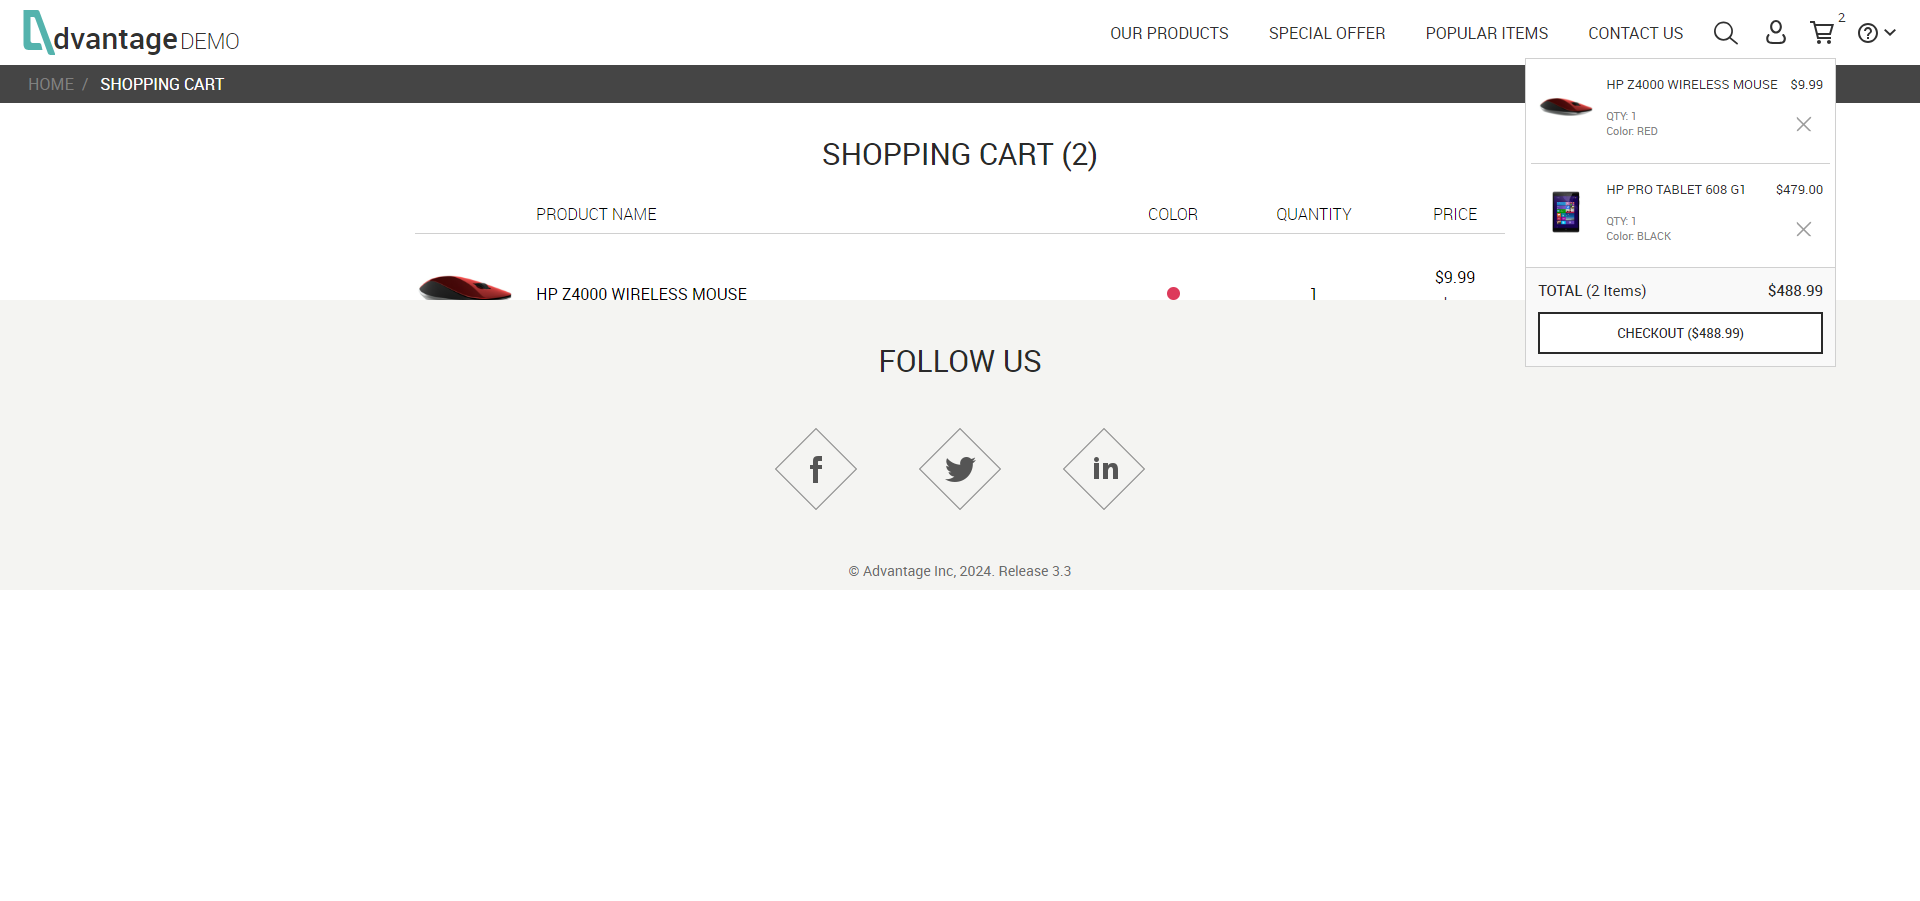 dvantage DEMO
OUR PRODUCTS
SPECIAL OFFER
POPULAR ITEMS
CONTACT US
2
HOME / SHOPPING CART
HP Z4000 WIRELESS MOUSE $9.99
QTY: 1
Color: RED
HP PRO TABLET 608 G1 $479.00
QTY: 1
Color: BLACK
TOTAL (2 Items) $488.99
CHECKOUT ($488.99)
SHOPPING CART (2)
PRODUCT NAME COLOR QUANTITY PRICE
HP Z4000 WIRELESS MOUSE 1 $9.99
FOLLOW US
f
in
© Advantage Inc, 2024. Release 3.3